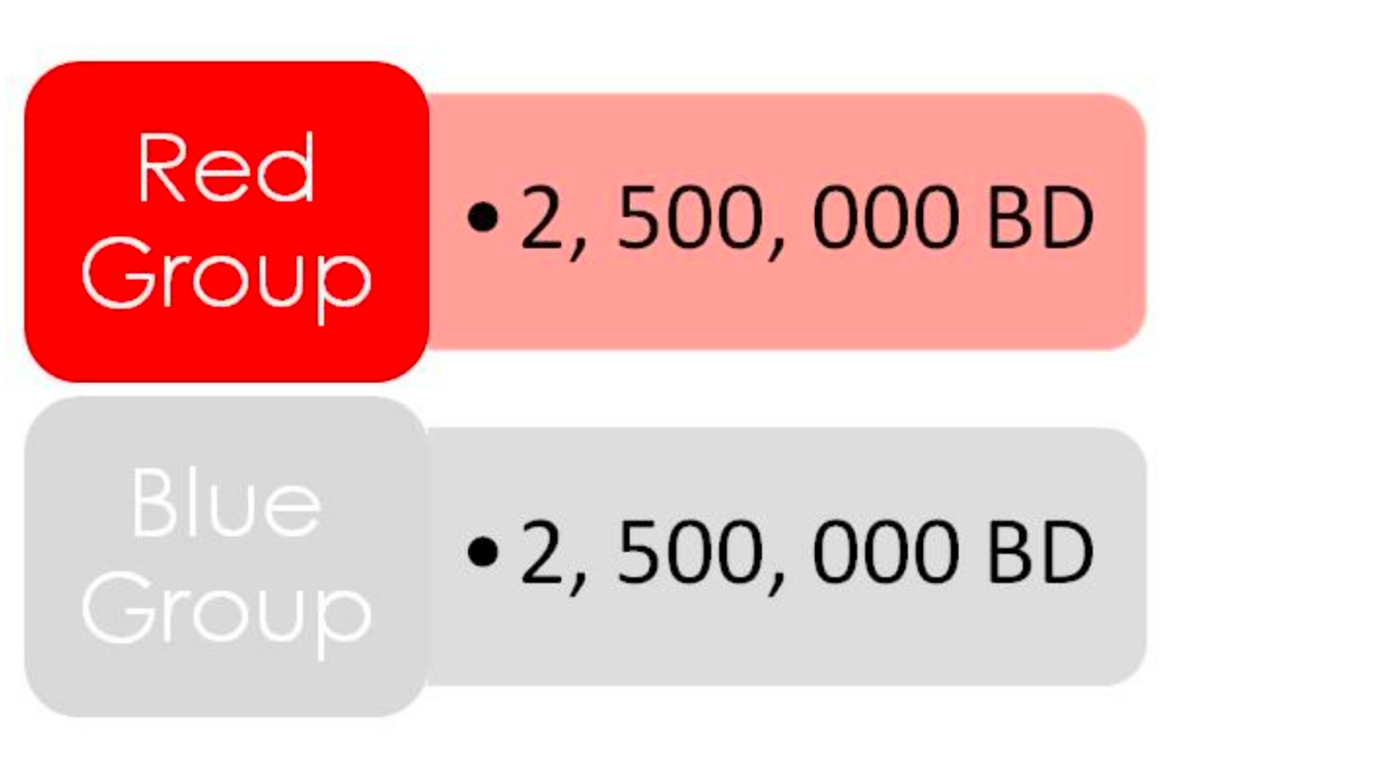 Red
Group
• 2, 500, 000 BD
Blue
Group
• 2, 500, 000 BD